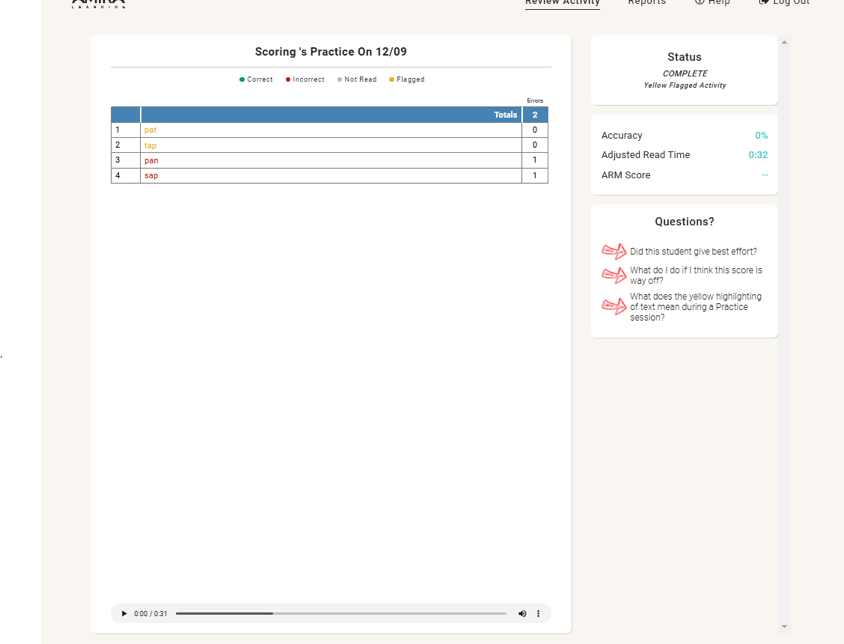 AMIRA
LEARNING
Review Activity Reports Help Log Out
Scoring 's Practice On 12/09
Correct Incorrect Not Read Flagged
Errors
Totals 2
1 pat 0
2 tap 0
3 pan 1
4 sap 1
0:00 / 0:31
Status
COMPLETE
Yellow Flagged Activity
Accuracy 0%
Adjusted Read Time 0:32
ARM Score --
Questions?
Did this student give best effort?
What do I do if I think this score is
way off?
What does the yellow highlighting
of text mean during a Practice
session?